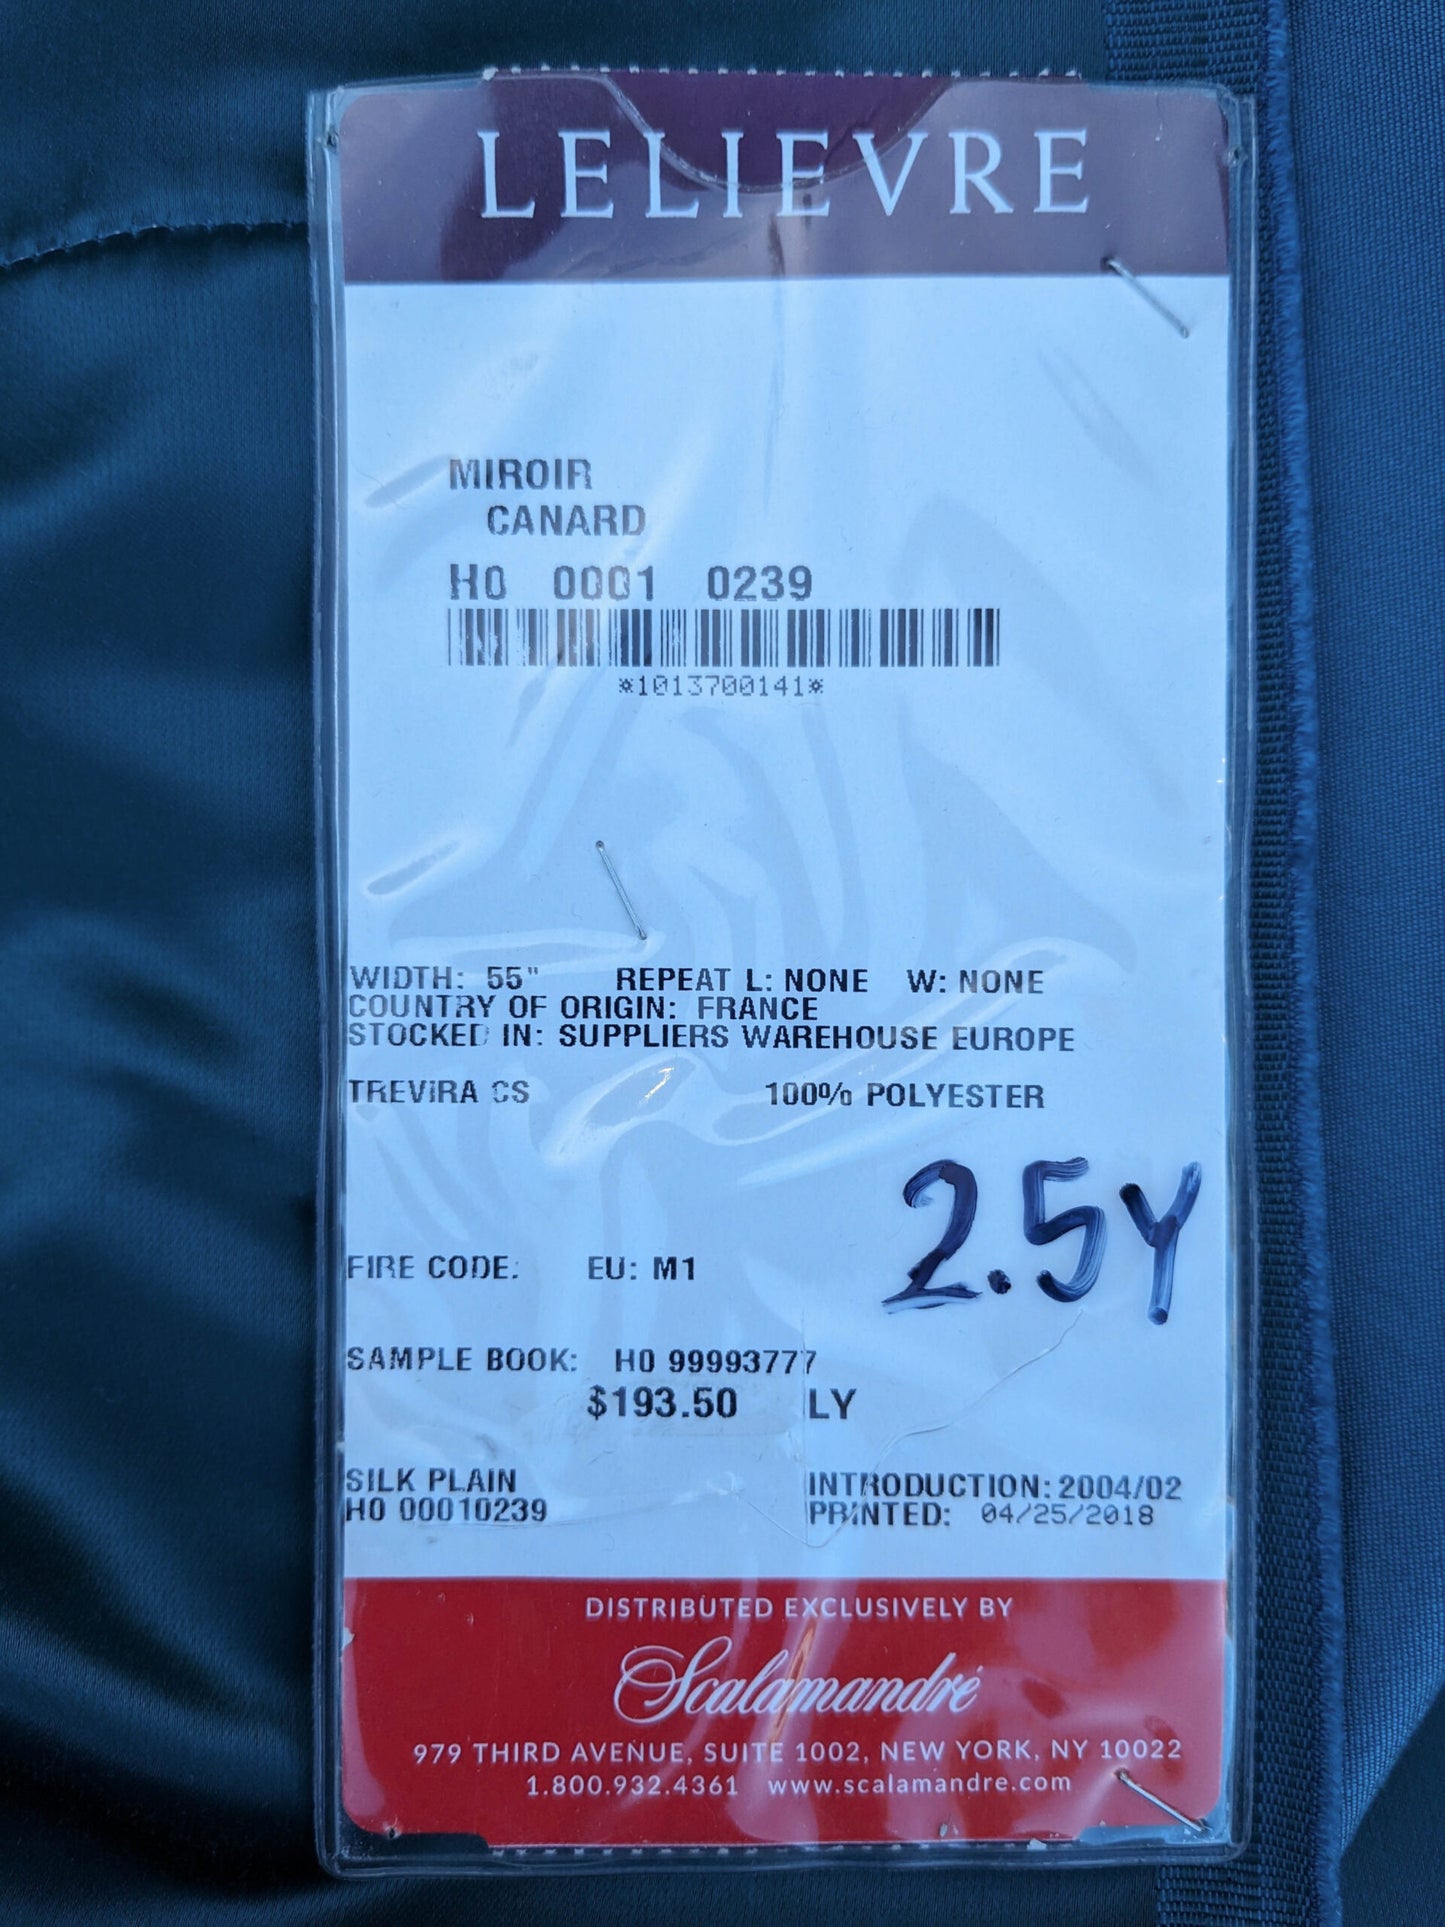 LELIEVRE
MIROIR
CANARD
H0 0001 0239
*1013700141*
WIDTH: 55" REPEAT L: NONE W: NONE
COUNTRY OF ORIGIN: FRANCE
STOCKED IN: SUPPLIERS WAREHOUSE EUROPE
TREVIRA CS 100% POLYESTER
2.5Y
FIRE CODE: EU: M1
SAMPLE BOOK: H0 99993777
$193.50 LY
SILK PLAIN INTRODUCTION: 2004/02
H0 00010239 PRINTED: 04/25/2018
DISTRIBUTED EXCLUSIVELY BY
Scalamandré
979 THIRD AVENUE, SUITE 1002, NEW YORK, NY 10022
1.800.932.4361 www.scalamandre.com